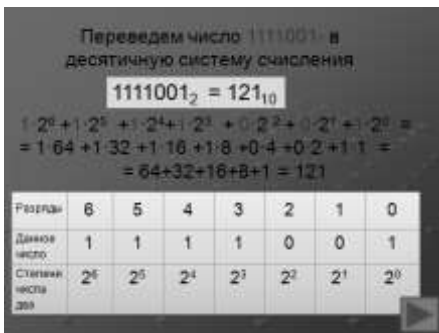 Переведем число 1111001₂ в
десятичную систему счисления
1111001₂ = 121₁₀
1·2⁶ +1·2⁵ +1·2⁴+1·2³ +0·2² +0·2¹ +1·2⁰ =
= 1·64 +1·32 +1·16 +1·8 +0·4 +0·2 +1·1 =
= 64+32+16+8+1 = 121
Разряды 6 5 4 3 2 1 0
Данное число 1 1 1 1 0 0 1
Степени числа два 2⁶ 2⁵ 2⁴ 2³ 2² 2¹ 2⁰